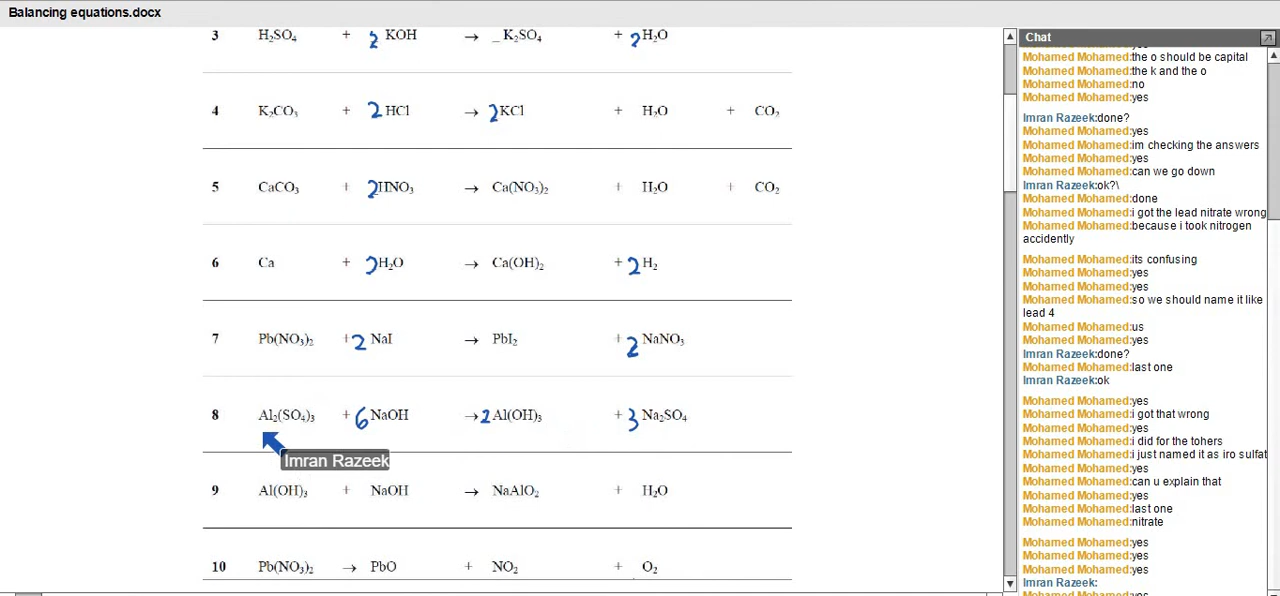 Balancing equations.docx
3 H₂SO₄ + 2 KOH → _ K₂SO₄ + 2 H₂O
4 K₂CO₃ + 2 HCl → 2 KCl + H₂O + CO₂
5 CaCO₃ + 2 HNO₃ → Ca(NO₃)₂ + H₂O + CO₂
6 Ca + 2 H₂O → Ca(OH)₂ + 2 H₂
7 Pb(NO₃)₂ + 2 NaI → PbI₂ + 2 NaNO₃
8 Al₂(SO₄)₃ + 6 NaOH → 2 Al(OH)₃ + 3 Na₂SO₄
Imran Razeek
9 Al(OH)₃ + NaOH → NaAlO₂ + H₂O
10 Pb(NO₃)₂ → PbO + NO₂ + O₂
Chat
Mohamed Mohamed:the o should be capital
Mohamed Mohamed:the k and the o
Mohamed Mohamed:no
Mohamed Mohamed:yes
Imran Razeek:done?
Mohamed Mohamed:yes
Mohamed Mohamed:im checking the answers
Mohamed Mohamed:yes
Mohamed Mohamed:can we go down
Imran Razeek:ok?\
Mohamed Mohamed:done
Mohamed Mohamed:i got the lead nitrate wrong
Mohamed Mohamed:because i took nitrogen
accidently
Mohamed Mohamed:its confusing
Mohamed Mohamed:yes
Mohamed Mohamed:yes
Mohamed Mohamed:so we should name it like
lead 4
Mohamed Mohamed:us
Mohamed Mohamed:yes
Imran Razeek:done?
Mohamed Mohamed:last one
Imran Razeek:ok
Mohamed Mohamed:yes
Mohamed Mohamed:i got that wrong
Mohamed Mohamed:yes
Mohamed Mohamed:i did for the tohers
Mohamed Mohamed:i just named it as iro sulfat
Mohamed Mohamed:yes
Mohamed Mohamed:can u explain that
Mohamed Mohamed:yes
Mohamed Mohamed:last one
Mohamed Mohamed:nitrate
Mohamed Mohamed:yes
Mohamed Mohamed:yes
Mohamed Mohamed:yes
Imran Razeek:
Mohamed Mohamed:yes